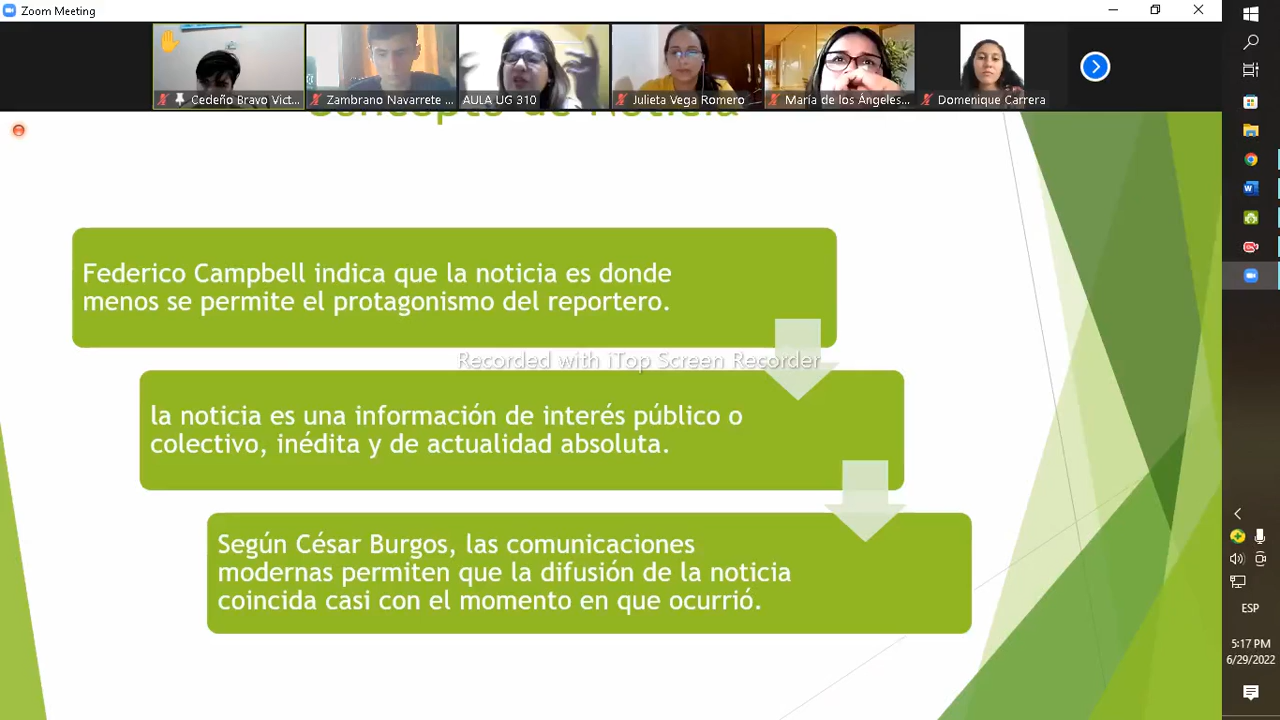 Zoom Meeting
Cedeño Bravo Vict...
Zambrano Navarrete ...
AULA UG 310
Julieta Vega Romero
María de los Ángeles...
Domenique Carrera
Concepto de Noticia
Federico Campbell indica que la noticia es donde
menos se permite el protagonismo del reportero.
Recorded with iTop Screen Recorder
la noticia es una información de interés público o
colectivo, inédita y de actualidad absoluta.
Según César Burgos, las comunicaciones
modernas permiten que la difusión de la noticia
coincida casi con el momento en que ocurrió.
ESP
5:17 PM
6/29/2022